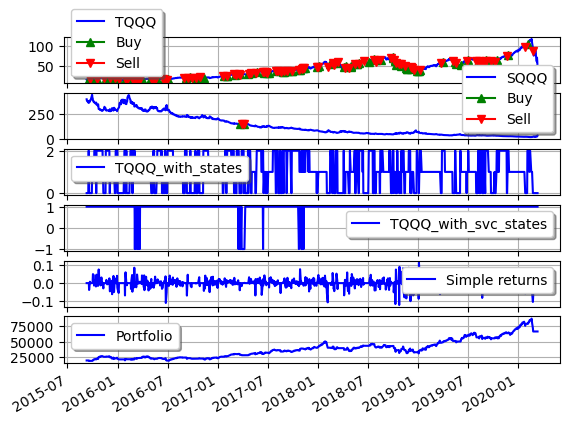 TQQQ
Buy
Sell
100
50
SQQQ
Buy
Sell
250
0
TQQQ_with_states
2
0
TQQQ_with_svc_states
1
0
−1
Simple returns
0.1
0.0
−0.1
Portfolio
75000
50000
25000
2015-07
2016-01
2016-07
2017-01
2017-07
2018-01
2018-07
2019-01
2019-07
2020-01